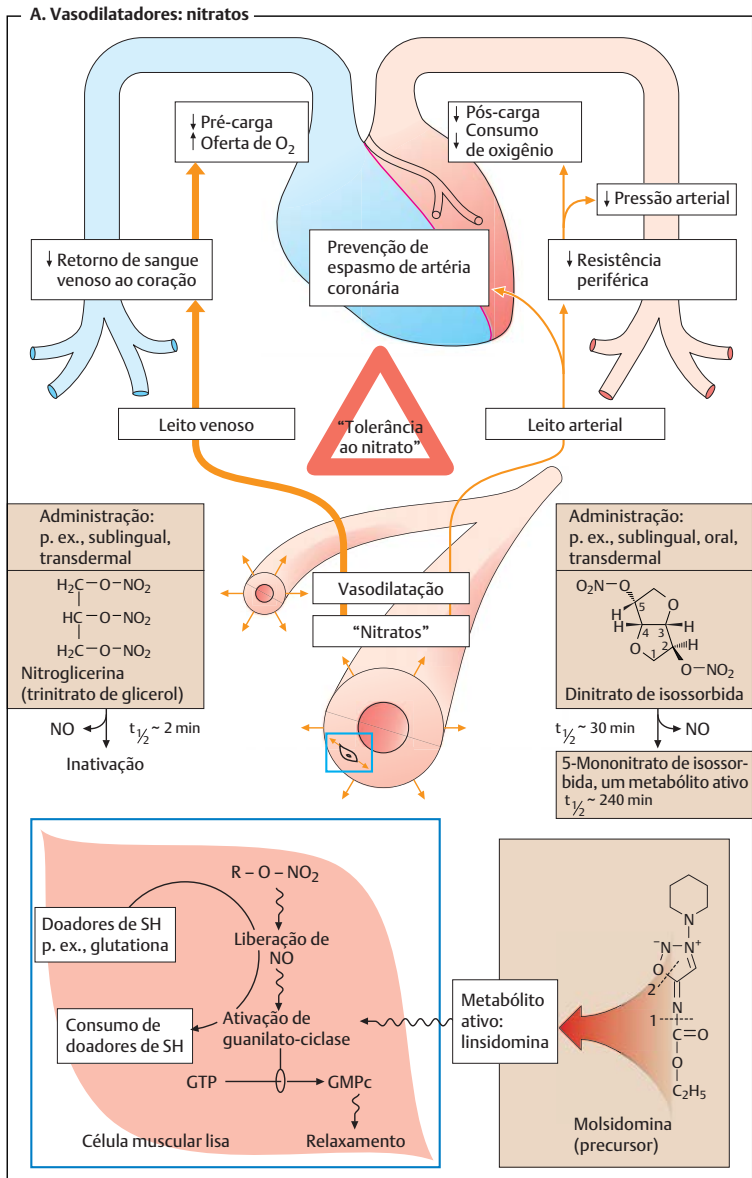 A. Vasodilatadores: nitratos
↓ Pré-carga
↑ Oferta de O₂
↓ Pós-carga
↓ Consumo
de oxigênio
↓ Pressão arterial
↓ Retorno de sangue
venoso ao coração
Prevenção de
espasmo de artéria
coronária
↓ Resistência
periférica
Leito venoso
“Tolerância
ao nitrato”
Leito arterial
Administração:
p. ex., sublingual,
transdermal
H₂C – O – NO₂
HC – O – NO₂
H₂C – O – NO₂
Nitroglicerina
(trinitrato de glicerol)
NO
t½ ~ 2 min
Inativação
Vasodilatação
“Nitratos”
Administração:
p. ex., sublingual, oral,
transdermal
O₂N – O
5
O
H
4
3
H
H
2
O
1
O – NO₂
Dinitrato de isossorbida
t½ ~ 30 min
NO
5-Mononitrato de isossor-
bida, um metabólito ativo
t½ ~ 240 min
R – O – NO₂
Doadores de SH
p. ex., glutationa
Liberação de
NO
Consumo de
doadores de SH
Ativação de
guanilato-ciclase
GTP
GMPc
Célula muscular lisa
Relaxamento
Metabólito
ativo:
linsidomina
N
⁻N – N⁺
O
2
N
1
C = O
O
C₂H₅
Molsidomina
(precursor)